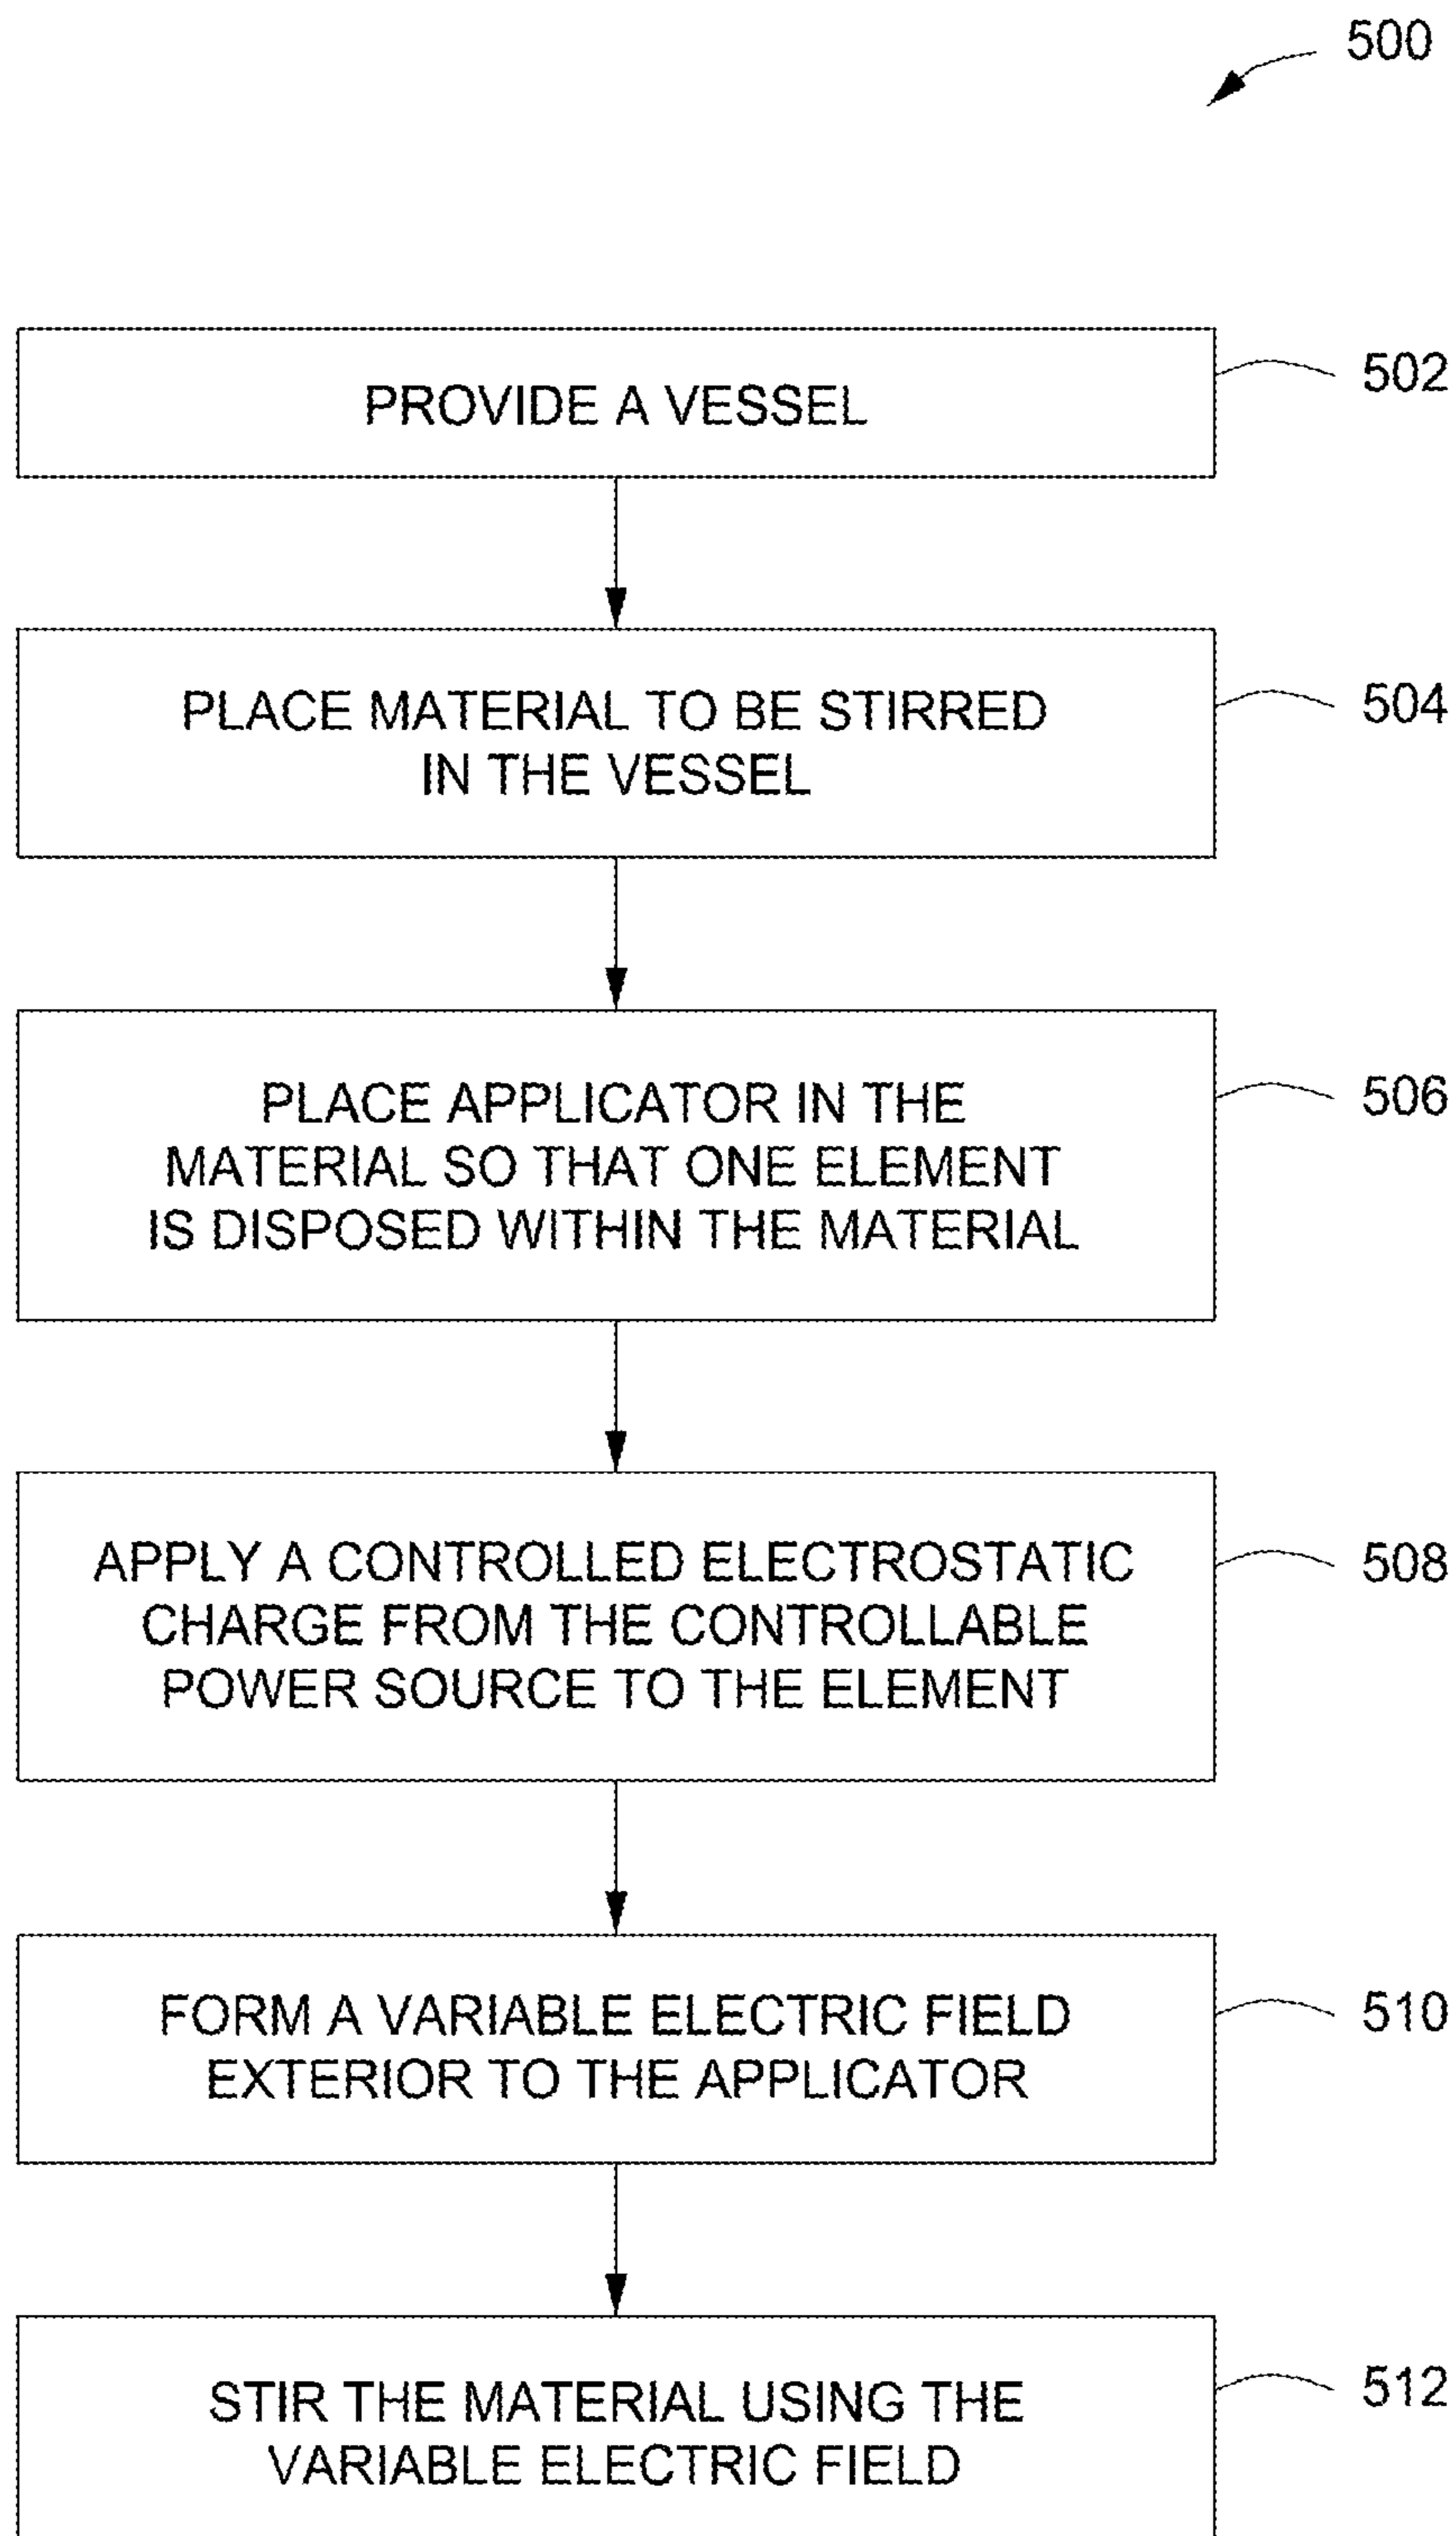 500
PROVIDE A VESSEL
502
PLACE MATERIAL TO BE STIRRED
IN THE VESSEL
504
PLACE APPLICATOR IN THE
MATERIAL SO THAT ONE ELEMENT
IS DISPOSED WITHIN THE MATERIAL
506
APPLY A CONTROLLED ELECTROSTATIC
CHARGE FROM THE CONTROLLABLE
POWER SOURCE TO THE ELEMENT
508
FORM A VARIABLE ELECTRIC FIELD
EXTERIOR TO THE APPLICATOR
510
STIR THE MATERIAL USING THE
VARIABLE ELECTRIC FIELD
512